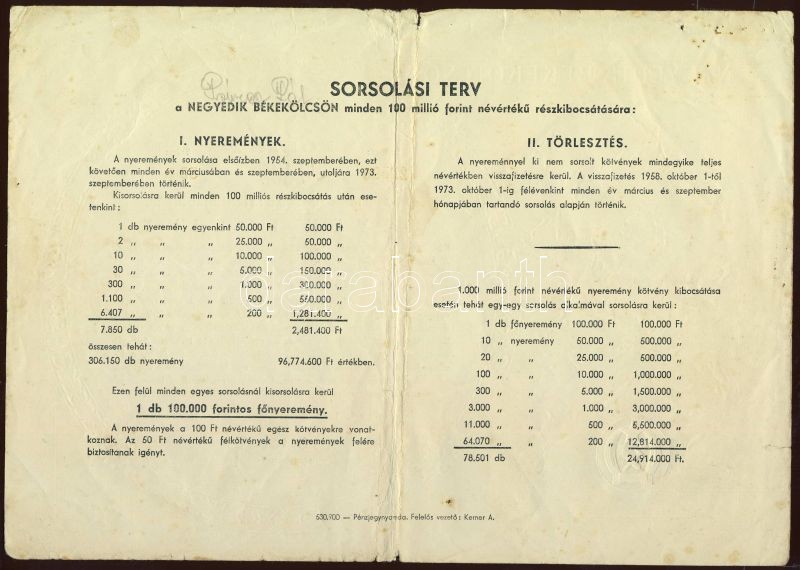 SORSOLÁSI TERV
a NEGYEDIK BÉKEKÖLCSÖN minden 100 millió forint névértékű részkibocsátására:
I. NYEREMÉNYEK.
A nyeremények sorsolása elsőízben 1954. szeptemberében, ezt
követően minden év márciusában és szeptemberében, utoljára 1973.
szeptemberében történik.
Kisorsolásra kerül minden 100 milliós részkibocsátás után ese-
tenkint:
1 db nyeremény egyenkint 50.000 Ft 50.000 Ft
2 „ „ „ 25.000 „ 50.000 „
10 „ „ „ 10.000 „ 100.000 „
30 „ „ „ 5.000 „ 150.000 „
300 „ „ „ 1.000 „ 300.000 „
1.100 „ „ „ 500 „ 550.000 „
6.407 „ „ „ 200 „ 1,281.400 „
7.850 db 2,481.400 Ft
összesen tehát:
306.150 db nyeremény 96,774.600 Ft értékben.
Ezen felül minden egyes sorsolásnál kisorsolásra kerül
1 db 100.000 forintos főnyeremény.
A nyeremények a 100 Ft névértékű egész kötvényekre vonat-
koznak. Az 50 Ft névértékű félkötvények a nyeremények felére
biztosítanak igényt.
II. TÖRLESZTÉS.
A nyereménnyel ki nem sorsolt kötvények mindegyike teljes
névértékben visszafizetésre kerül. A visszafizetés 1958. október 1-től
1973. október 1-ig félévenkint minden év március és szeptember
hónapjában tartandó sorsolás alapján történik.
1.000 millió forint névértékű nyeremény kötvény kibocsátása
esetén tehát egy-egy sorsolás alkalmával sorsolásra kerül:
1 db főnyeremény 100.000 Ft 100.000 Ft
10 „ nyeremény 50.000 „ 500.000 „
20 „ „ 25.000 „ 500.000 „
100 „ „ 10.000 „ 1,000.000 „
300 „ „ 5.000 „ 1,500.000 „
3.000 „ „ 1.000 „ 3,000.000 „
11.000 „ „ 500 „ 5,500.000 „
64.070 „ „ 200 „ 12,814.000 „
78.501 db 24,914.000 Ft.
530.900 — Pénzjegynyomda. Felelős vezető: Kemer A.
databanth